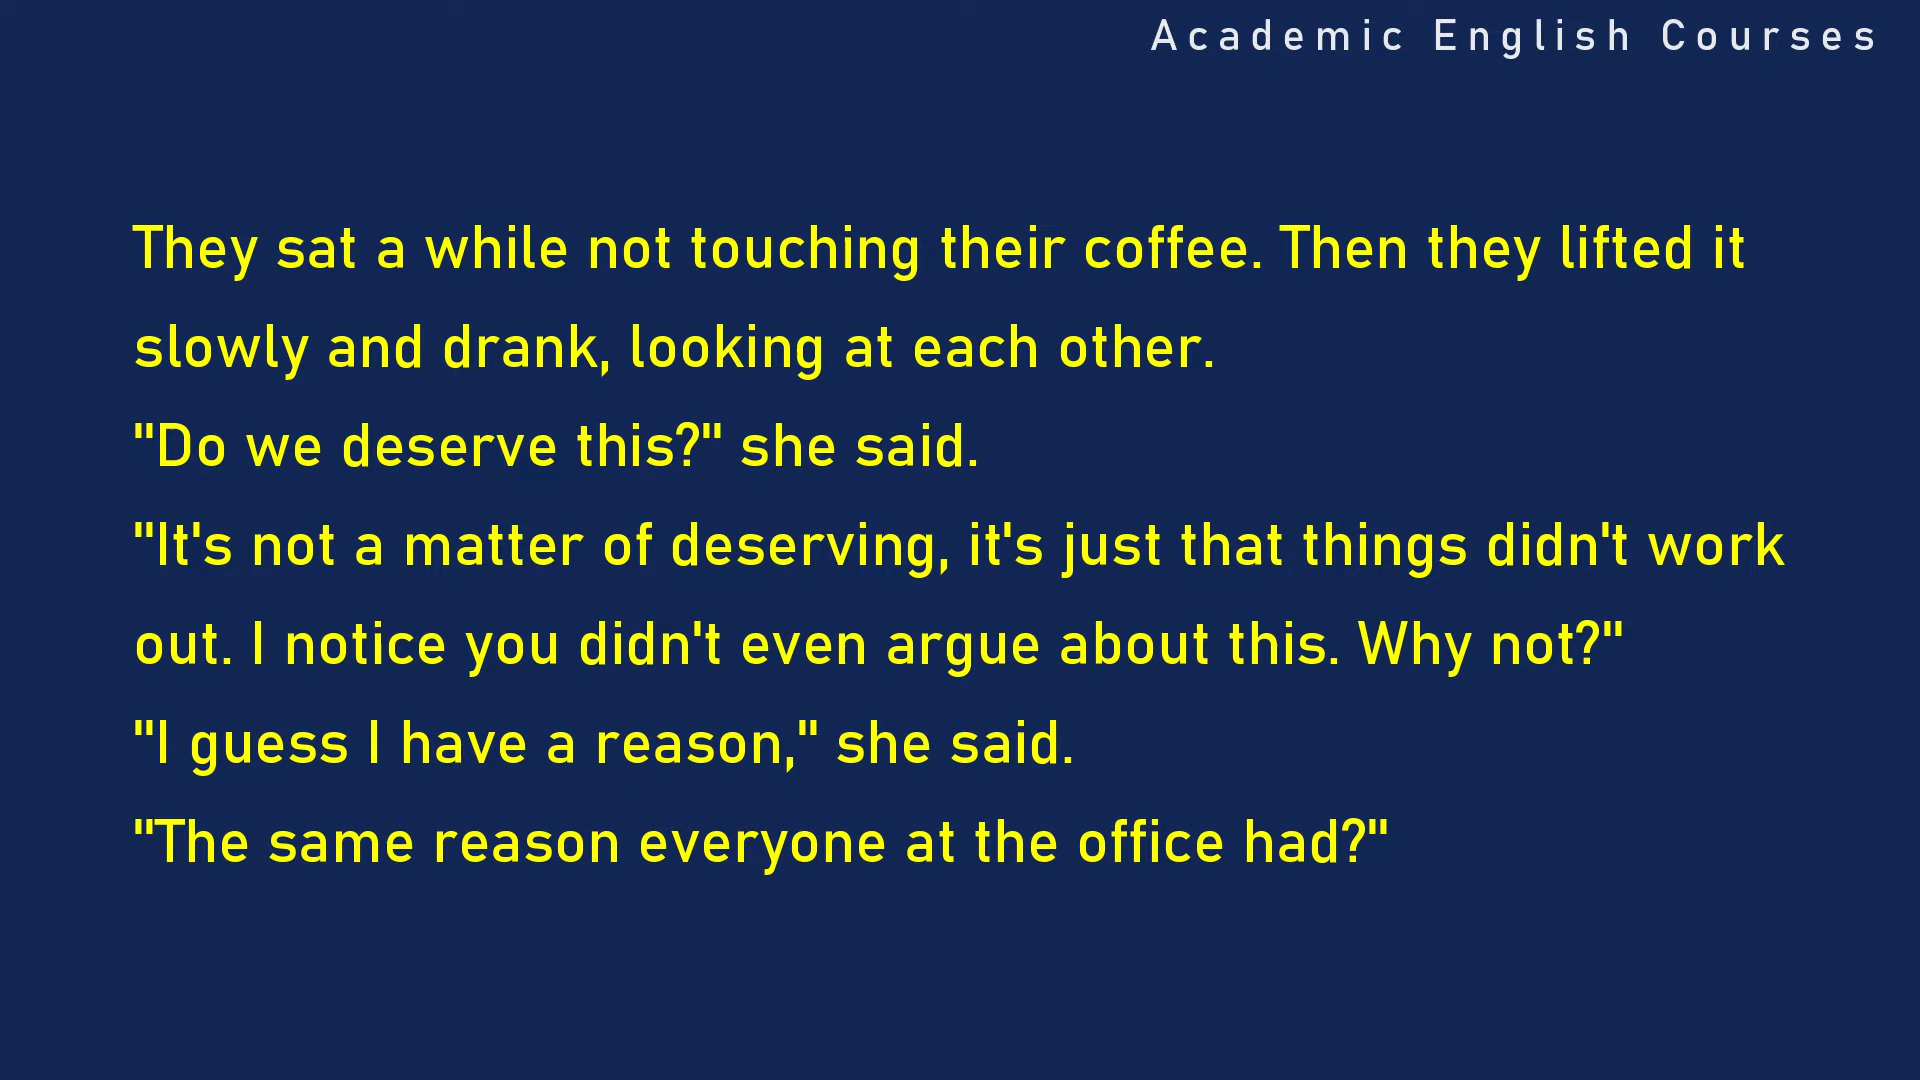 Academic English Courses
They sat a while not touching their coffee. Then they lifted it
slowly and drank, looking at each other.
"Do we deserve this?" she said.
"It's not a matter of deserving, it's just that things didn't work
out. I notice you didn't even argue about this. Why not?"
"I guess I have a reason," she said.
"The same reason everyone at the office had?"